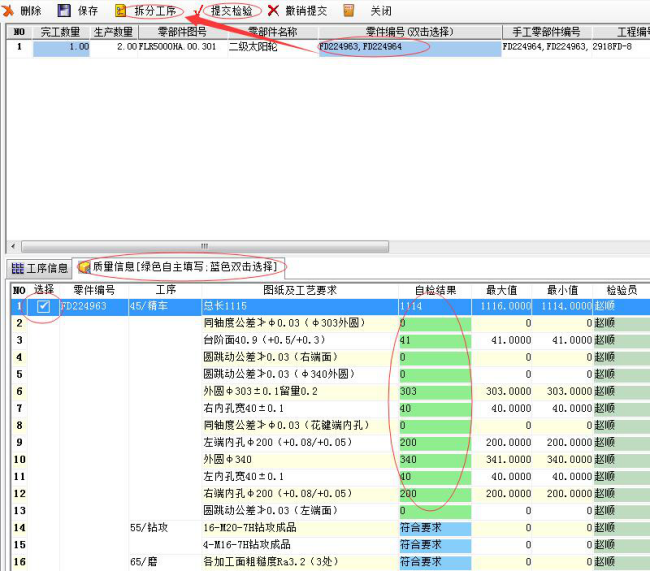 删除 保存 拆分工序 提交检验 撤销提交 关闭
NO 完工数量 生产数量 零部件图号 零部件名称 零件编号(双击选择) 手工零部件编号 工程编号
1 1.00 2.00 FLR5000HA.00.301 二级太阳轮 FD224963,FD224964 FD224964,FD224963, 2918FD-8
工序信息 质量信息[绿色自主填写;蓝色双击选择]
NO 选择 零件编号 工序 图纸及工艺要求 自检结果 最大值 最小值 检验员
1 FD224963 45/精车 总长1115 1114 1116.0000 1114.0000 赵顺
2 同轴度公差≯φ0.03(φ303外圆) 0 0 0 赵顺
3 台阶面40.9(+0.5/+0.3) 41 41.0000 41.0000 赵顺
4 圆跳动公差≯0.03(右端面) 0 0 0 赵顺
5 圆跳动公差≯0.03(φ340外圆) 0 0 0 赵顺
6 外圆φ303±0.1留量0.2 303 303.0000 303.0000 赵顺
7 右内孔宽40±0.1 40 40.0000 40.0000 赵顺
8 同轴度公差≯φ0.03(花键端内孔) 0 0 0 赵顺
9 左端内孔φ200(+0.08/+0.05) 200 200.0000 200.0000 赵顺
10 外圆φ340 340 341.0000 340.0000 赵顺
11 左内孔宽40±0.1 40 40.0000 40.0000 赵顺
12 右端内孔φ200(+0.08/+0.05) 200 200.0000 200.0000 赵顺
13 圆跳动公差≯0.03(左端面) 0 0 0 赵顺
14 55/钻攻 16-M20-7H钻攻成品 符合要求 0 0 赵顺
15 4-M16-7H钻攻成品 符合要求 0 0 赵顺
16 65/磨 各加工面粗糙度Ra3.2(3处) 符合要求 0 0 赵顺